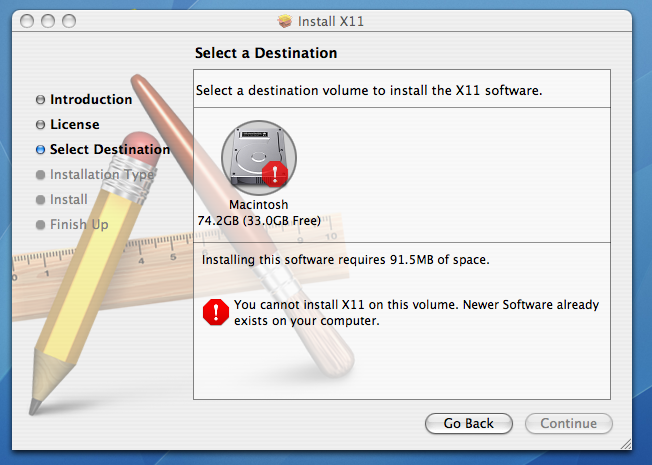 Install X11
Select a Destination
Introduction
License
Select Destination
Installation Type
Install
Finish Up
Select a destination volume to install the X11 software.
Macintosh
74.2GB (33.0GB Free)
Installing this software requires 91.5MB of space.
You cannot install X11 on this volume. Newer Software already
exists on your computer.
Go Back
Continue